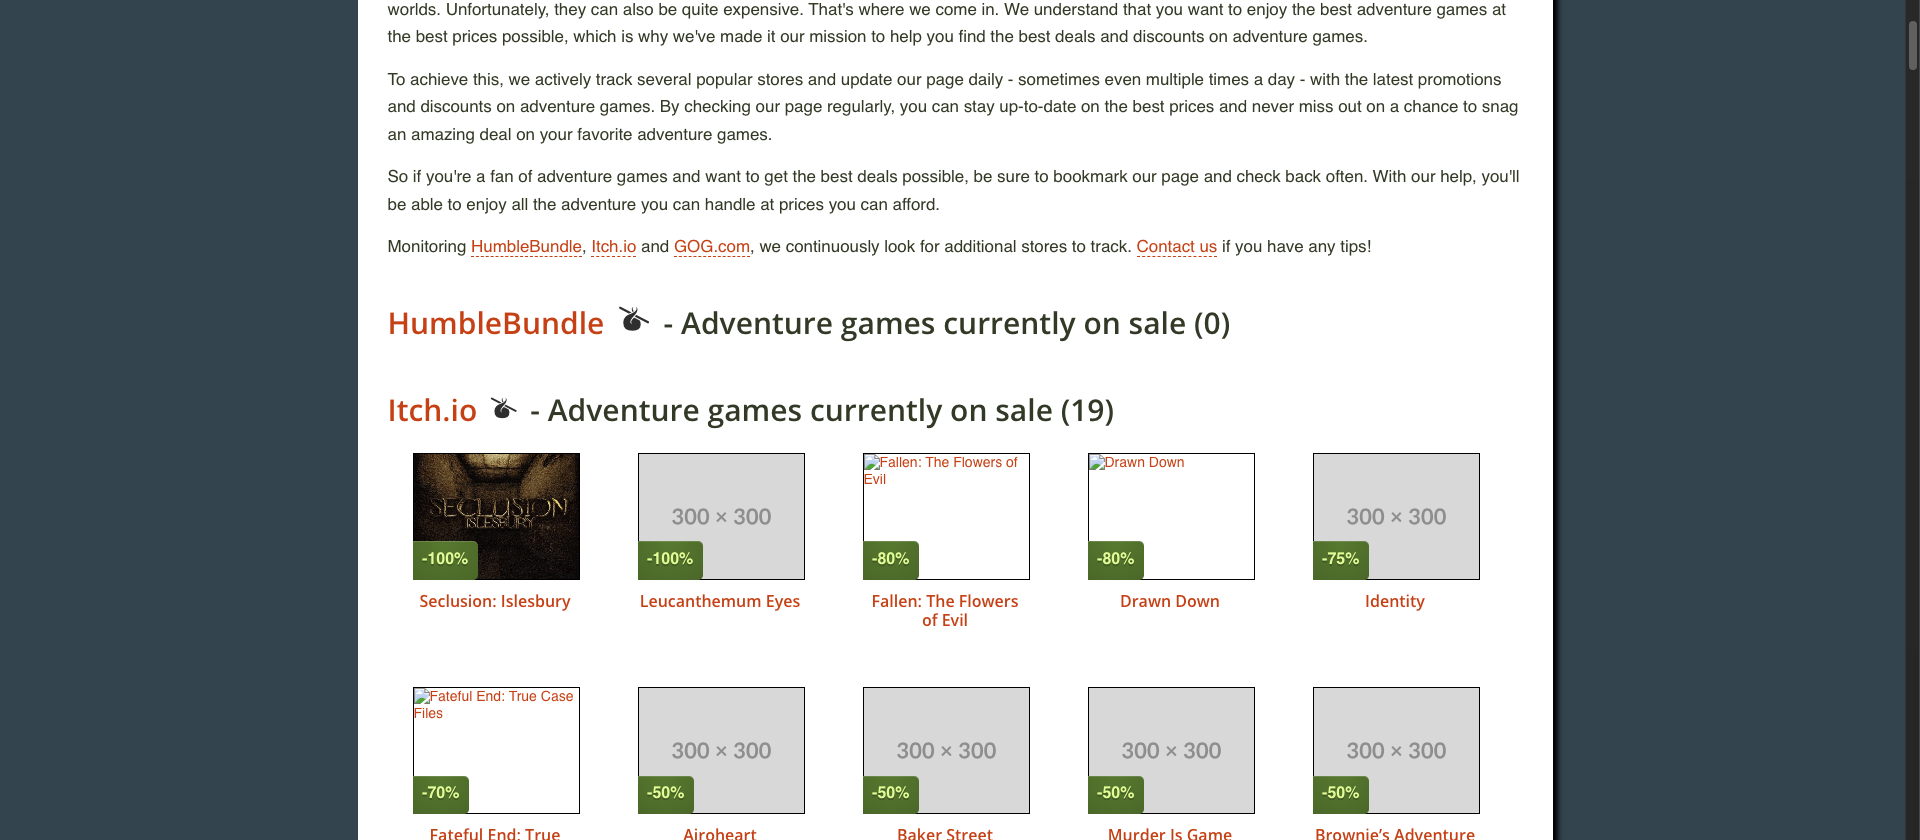 worlds. Unfortunately, they can also be quite expensive. That's where we come in. We understand that you want to enjoy the best adventure games at
the best prices possible, which is why we've made it our mission to help you find the best deals and discounts on adventure games.
To achieve this, we actively track several popular stores and update our page daily - sometimes even multiple times a day - with the latest promotions
and discounts on adventure games. By checking our page regularly, you can stay up-to-date on the best prices and never miss out on a chance to snag
an amazing deal on your favorite adventure games.
So if you're a fan of adventure games and want to get the best deals possible, be sure to bookmark our page and check back often. With our help, you'll
be able to enjoy all the adventure you can handle at prices you can afford.
Monitoring HumbleBundle, Itch.io and GOG.com, we continuously look for additional stores to track. Contact us if you have any tips!
HumbleBundle - Adventure games currently on sale (0)
Itch.io - Adventure games currently on sale (19)
SECLUSION
ISLESBURY
-100%
Seclusion: Islesbury
300 × 300
-100%
Leucanthemum Eyes
Fallen: The Flowers of
Evil
-80%
Fallen: The Flowers
of Evil
Drawn Down
-80%
Drawn Down
300 × 300
-75%
Identity
Fateful End: True Case
Files
-70%
Fateful End: True
300 × 300
-50%
Airoheart
300 × 300
-50%
Baker Street
300 × 300
-50%
Murder Is Game
300 × 300
-50%
Brownie's Adventure